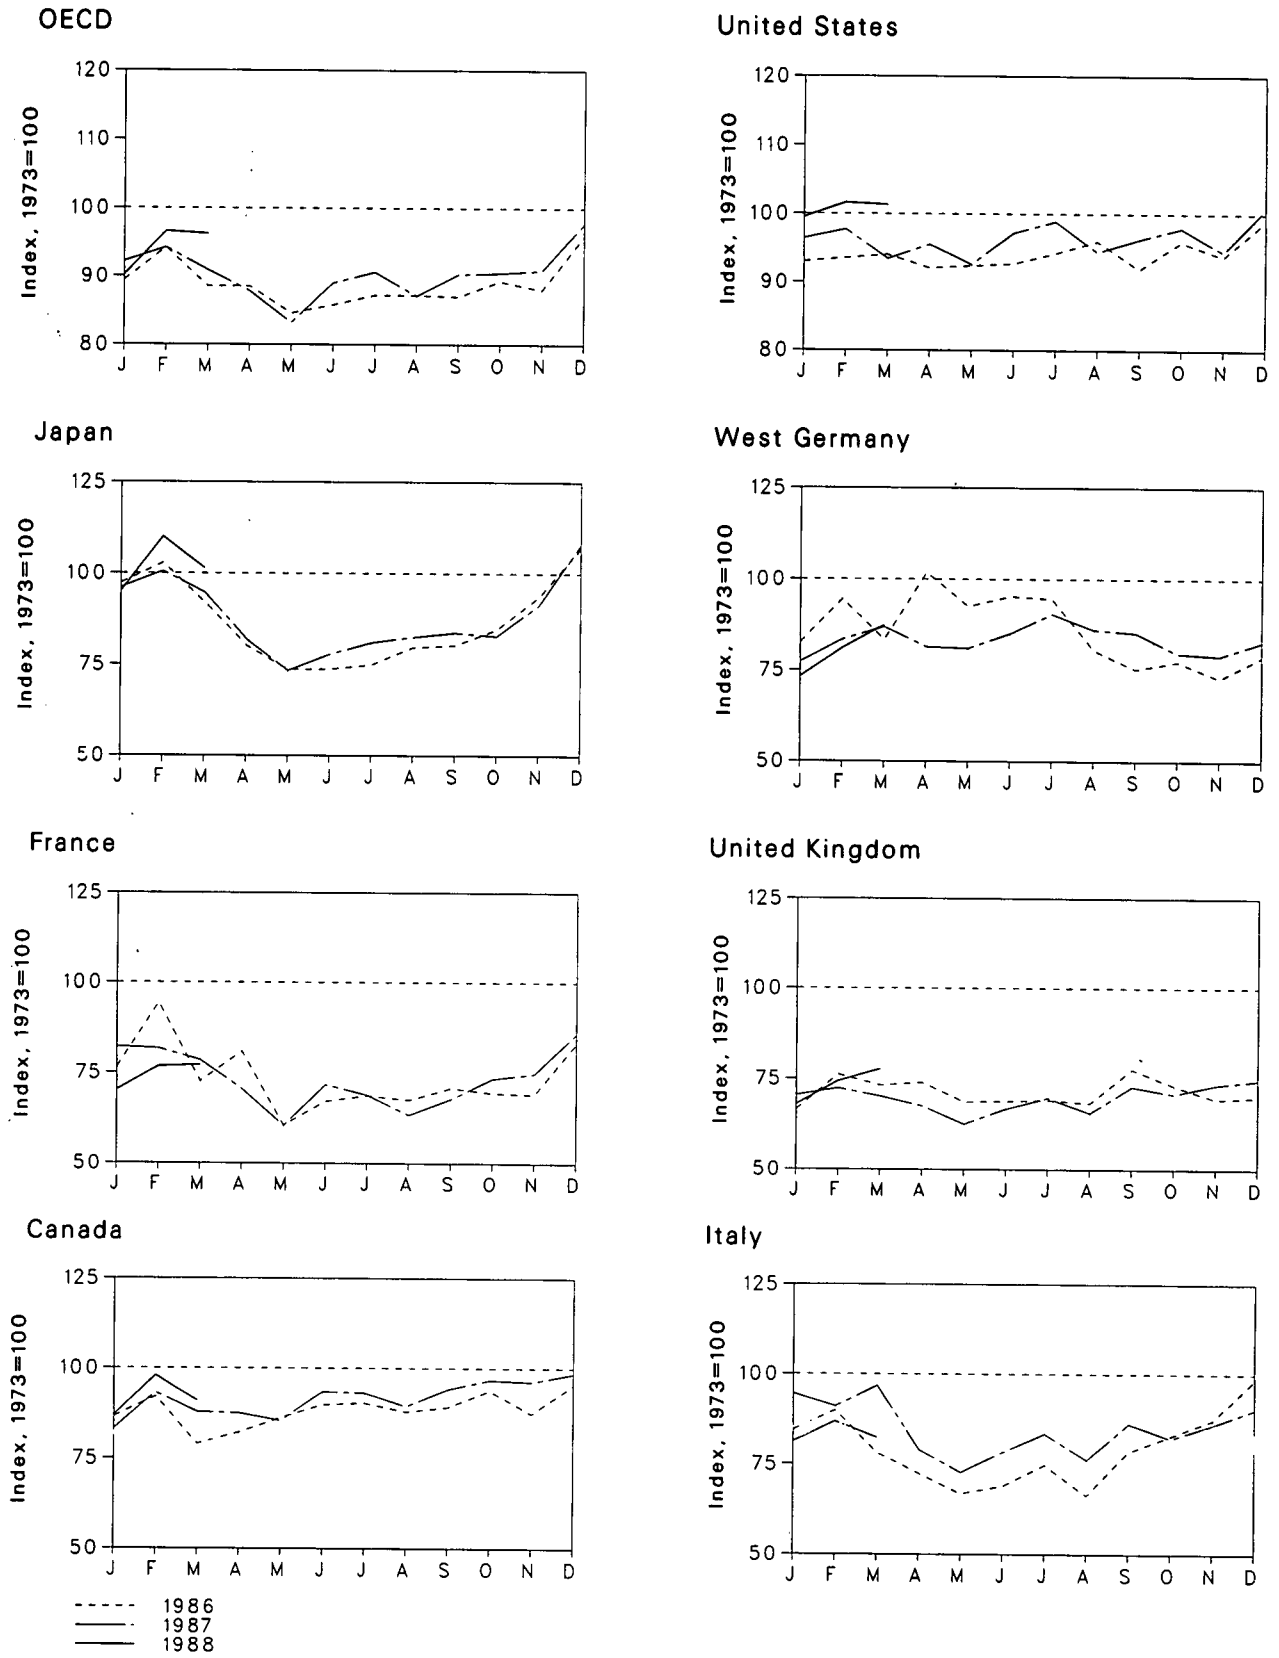 OECD
Index, 1973=100
120
110
100
90
80
J F M A M J J A S O N D
United States
Index, 1973=100
120
110
100
90
80
J F M A M J J A S O N D
Japan
Index, 1973=100
125
100
75
50
J F M A M J J A S O N D
West Germany
Index, 1973=100
125
100
75
50
J F M A M J J A S O N D
France
Index, 1973=100
125
100
75
50
J F M A M J J A S O N D
United Kingdom
Index, 1973=100
125
100
75
50
J F M A M J J A S O N D
Canada
Index, 1973=100
125
100
75
50
J F M A M J J A S O N D
Italy
Index, 1973=100
125
100
75
50
J F M A M J J A S O N D
1986
1987
1988